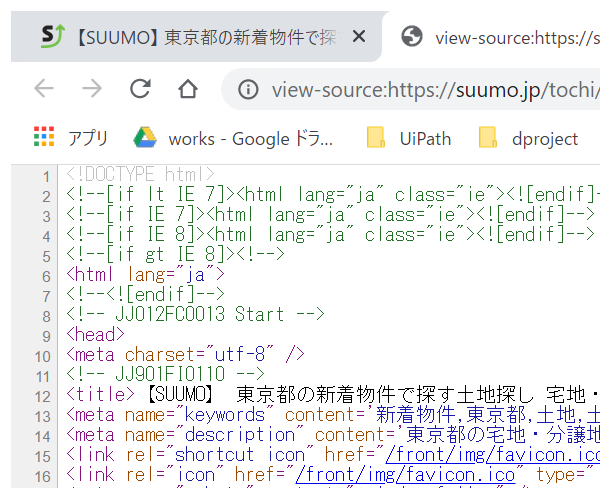 【SUUMO】東京都の新着物件で探
view-source:https://s
view-source:https://suumo.jp/tochi/
アプリ works - Google ドラ... UiPath dproject
1 <!DOCTYPE html>
2 <!--[if lt IE 7]><html lang="ja" class="ie"><![endif]-
3 <!--[if IE 7]><html lang="ja" class="ie"><![endif]-->
4 <!--[if IE 8]><html lang="ja" class="ie"><![endif]-->
5 <!--[if gt IE 8]><!-->
6 <html lang="ja">
7 <!--<![endif]-->
8 <!-- JJ012FC0013 Start -->
9 <head>
10 <meta charset="utf-8" />
11 <!-- JJ901FI0110 -->
12 <title>【SUUMO】 東京都の新着物件で探す土地探し 宅地・
13 <meta name="keywords" content='新着物件,東京都,土地,土
14 <meta name="description" content='東京都の宅地・分譲地
15 <link rel="shortcut icon" href="/front/img/favicon.ico
16 <link rel="icon" href="/front/img/favicon.ico" type="